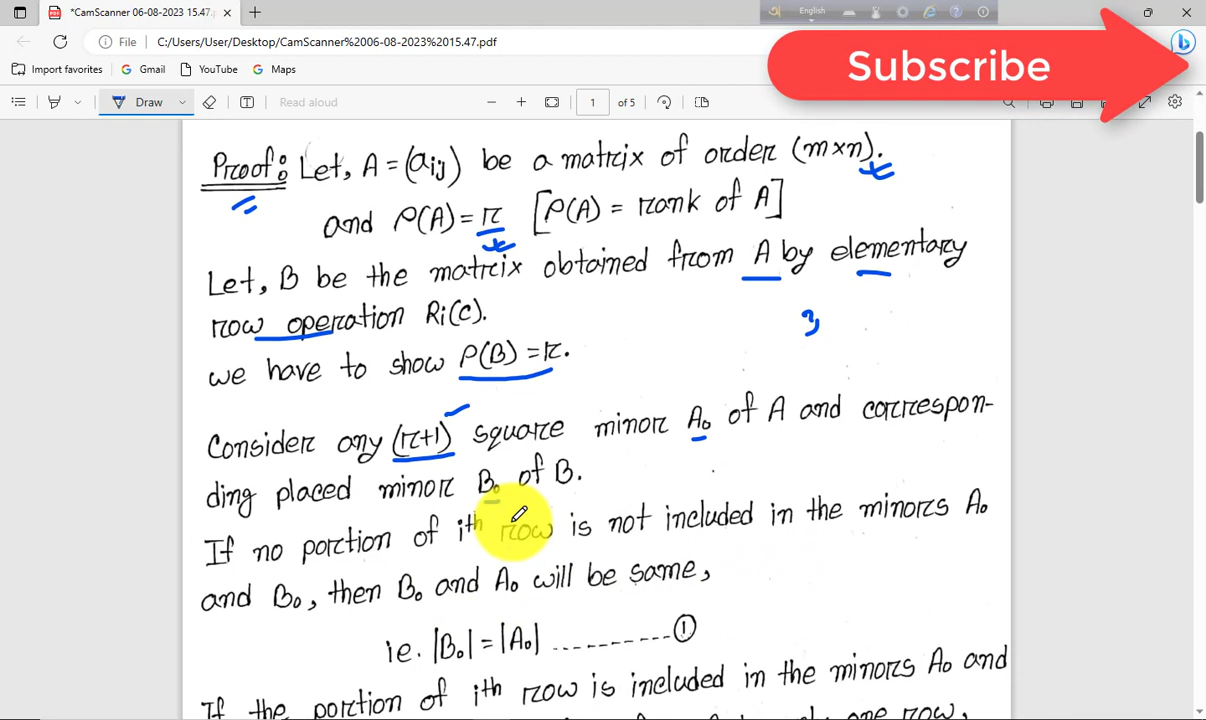 *CamScanner 06-08-2023 15.47.p
English
File
C:/Users/User/Desktop/CamScanner%2006-08-2023%2015.47.pdf
Subscribe
Import favorites
Gmail
YouTube
Maps
Draw
Read aloud
1
of 5
Proof: Let, A = (aij) be a matrix of order (m×n).
and ρ(A) = r [ρ(A) = rank of A]
Let, B be the matrix obtained from A by elementary
row operation Ri(c).
3
we have to show ρ(B) = r.
Consider any (r+1) square minor A₀ of A and correspon-
ding placed minor B₀ of B.
If no portion of ith row is not included in the minors A₀
and B₀, then B₀ and A₀ will be same,
ie. |B₀| = |A₀| ----------- ①
If the portion of ith row is included in the minors A₀ and
one row,